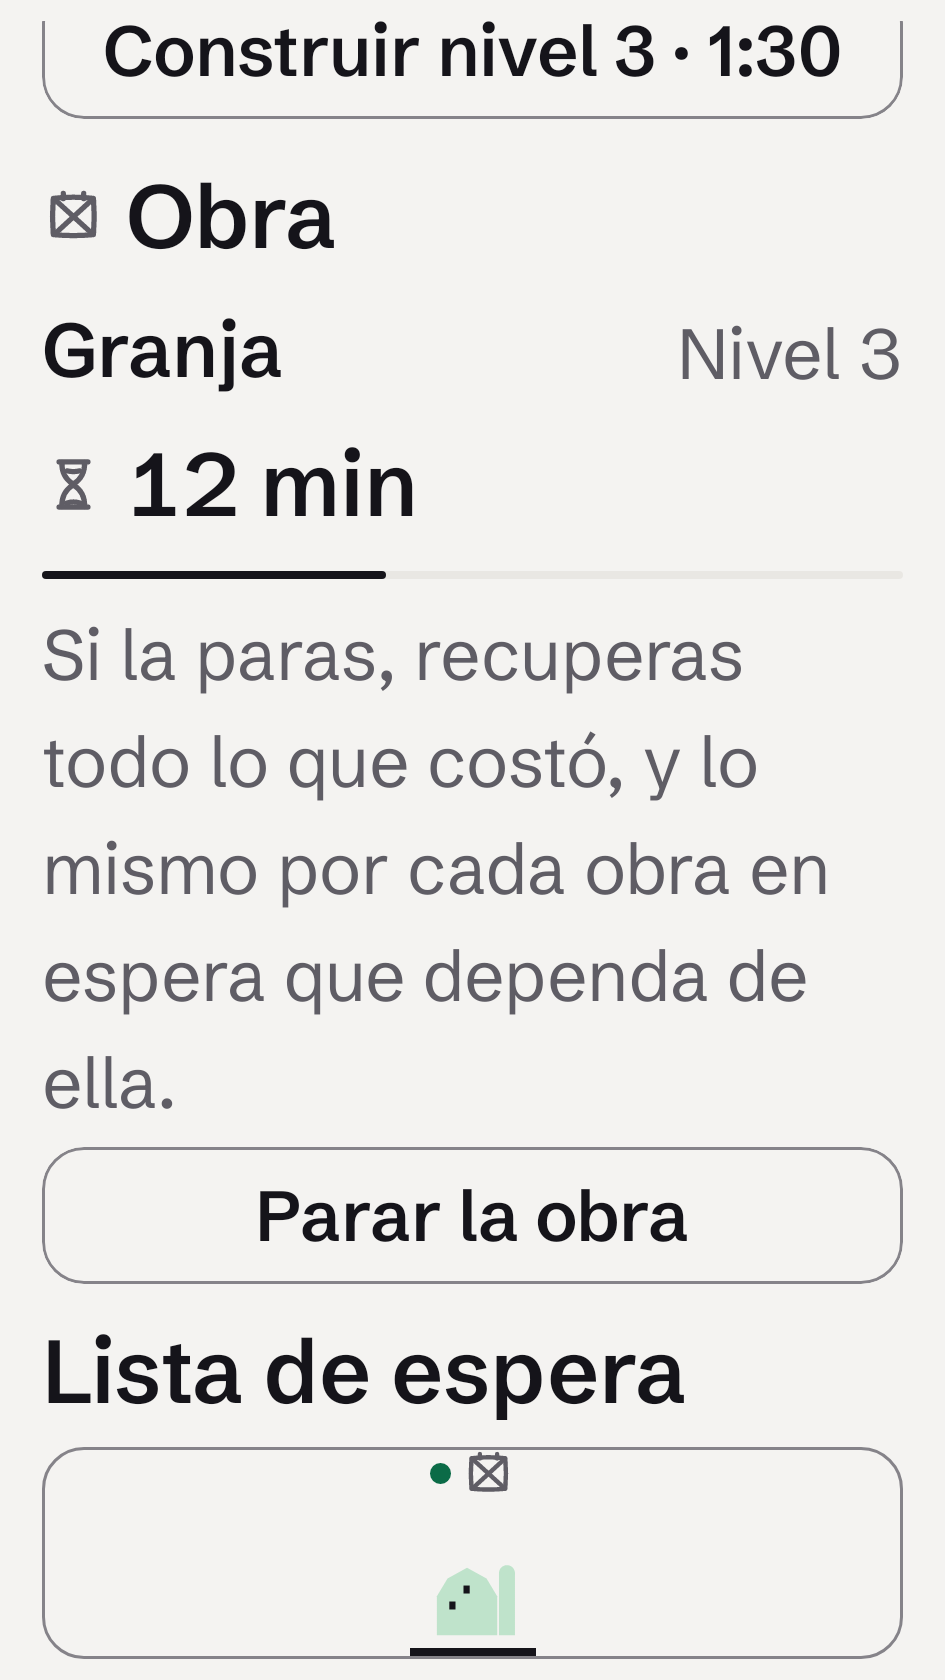 Construir nivel 3 · 1:30
Obra
Granja
Nivel 3
12 min
Si la paras, recuperas
todo lo que costó, y lo
mismo por cada obra en
espera que dependa de
ella.
Parar la obra
Lista de espera